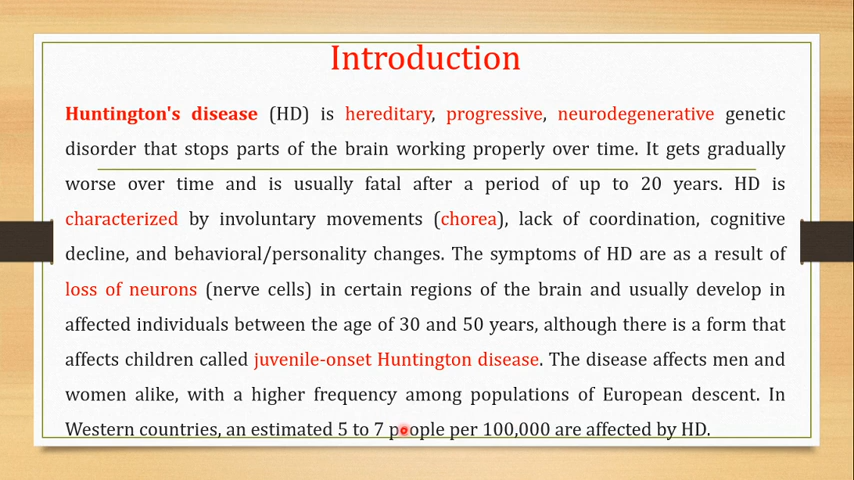 Introduction
Huntington's disease (HD) is hereditary, progressive, neurodegenerative genetic
disorder that stops parts of the brain working properly over time. It gets gradually
worse over time and is usually fatal after a period of up to 20 years. HD is
characterized by involuntary movements (chorea), lack of coordination, cognitive
decline, and behavioral/personality changes. The symptoms of HD are as a result of
loss of neurons (nerve cells) in certain regions of the brain and usually develop in
affected individuals between the age of 30 and 50 years, although there is a form that
affects children called juvenile-onset Huntington disease. The disease affects men and
women alike, with a higher frequency among populations of European descent. In
Western countries, an estimated 5 to 7 people per 100,000 are affected by HD.